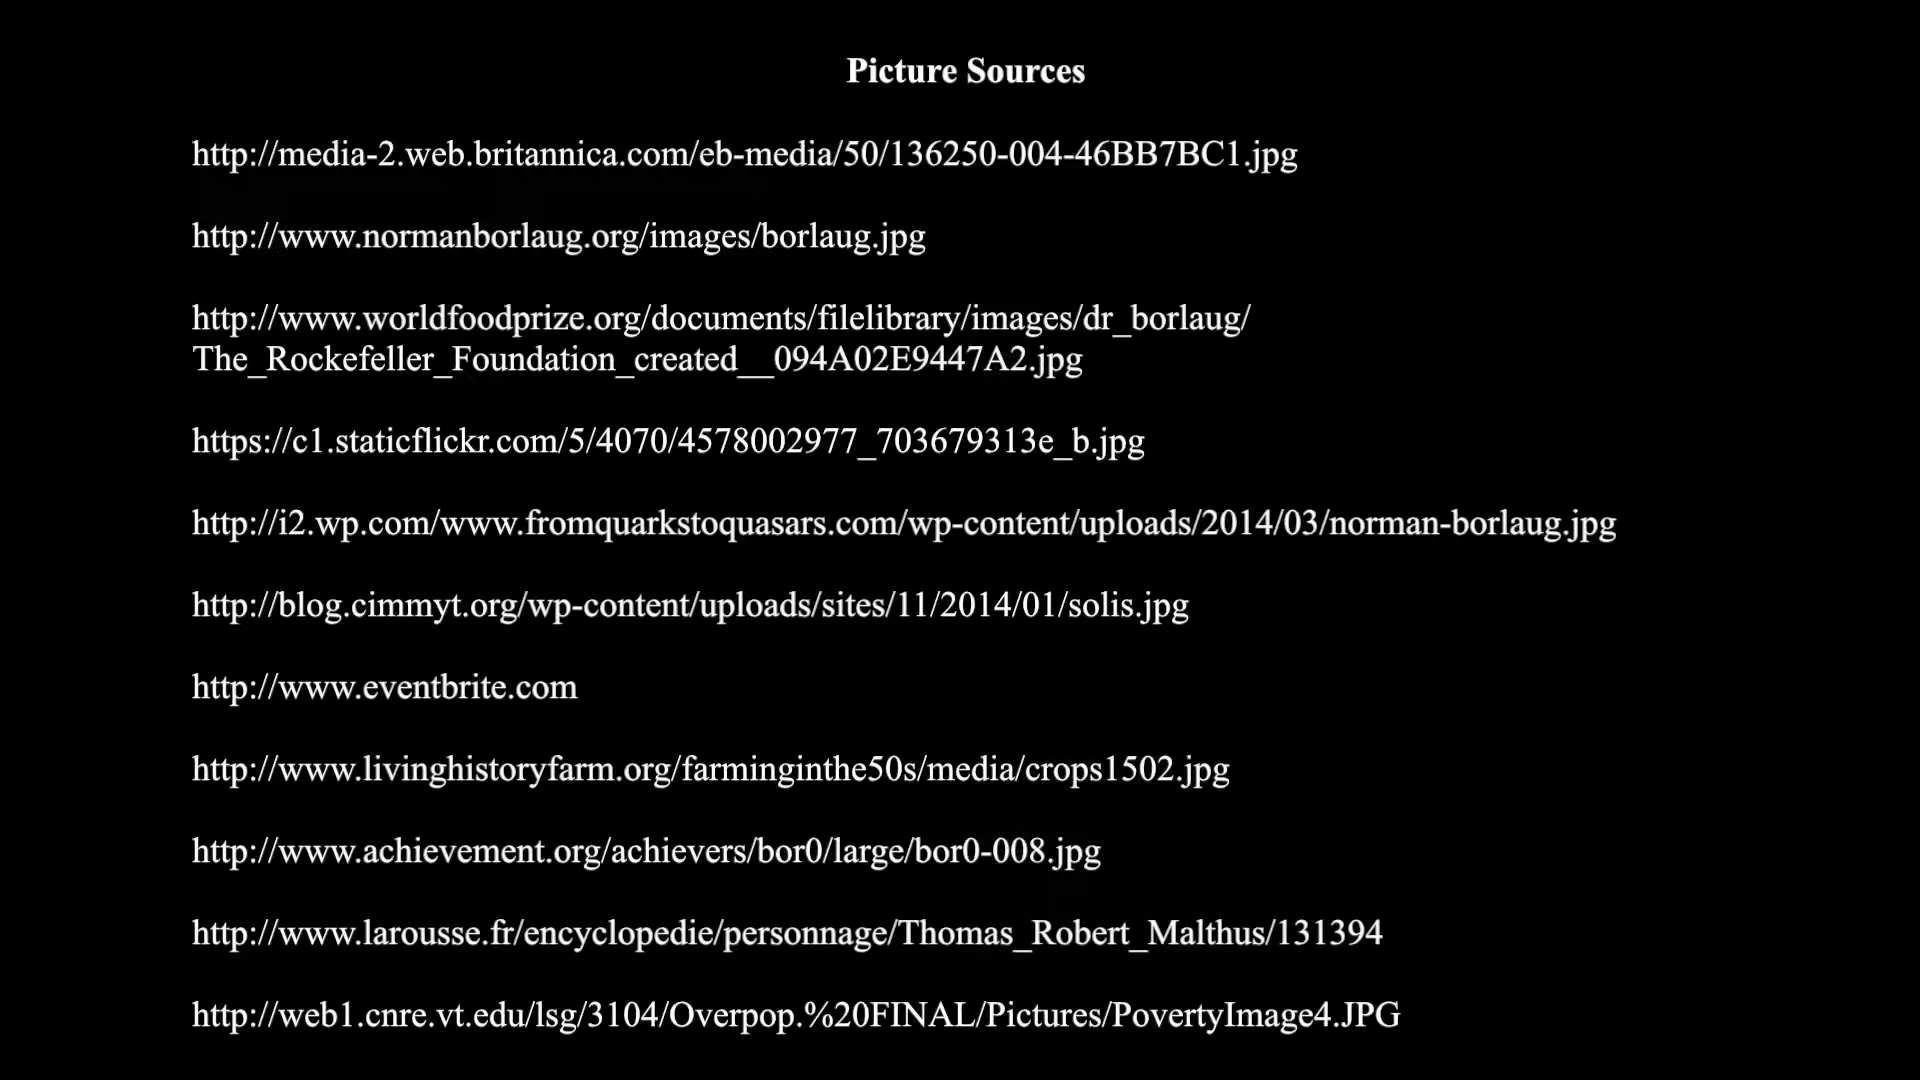 Picture Sources
http://media-2.web.britannica.com/eb-media/50/136250-004-46BB7BC1.jpg
http://www.normanborlaug.org/images/borlaug.jpg
http://www.worldfoodprize.org/documents/filelibrary/images/dr_borlaug/
The_Rockefeller_Foundation_created__094A02E9447A2.jpg
https://c1.staticflickr.com/5/4070/4578002977_703679313e_b.jpg
http://i2.wp.com/www.fromquarkstoquasars.com/wp-content/uploads/2014/03/norman-borlaug.jpg
http://blog.cimmyt.org/wp-content/uploads/sites/11/2014/01/solis.jpg
http://www.eventbrite.com
http://www.livinghistoryfarm.org/farminginthe50s/media/crops1502.jpg
http://www.achievement.org/achievers/bor0/large/bor0-008.jpg
http://www.larousse.fr/encyclopedie/personnage/Thomas_Robert_Malthus/131394
http://web1.cnre.vt.edu/lsg/3104/Overpop.%20FINAL/Pictures/PovertyImage4.JPG